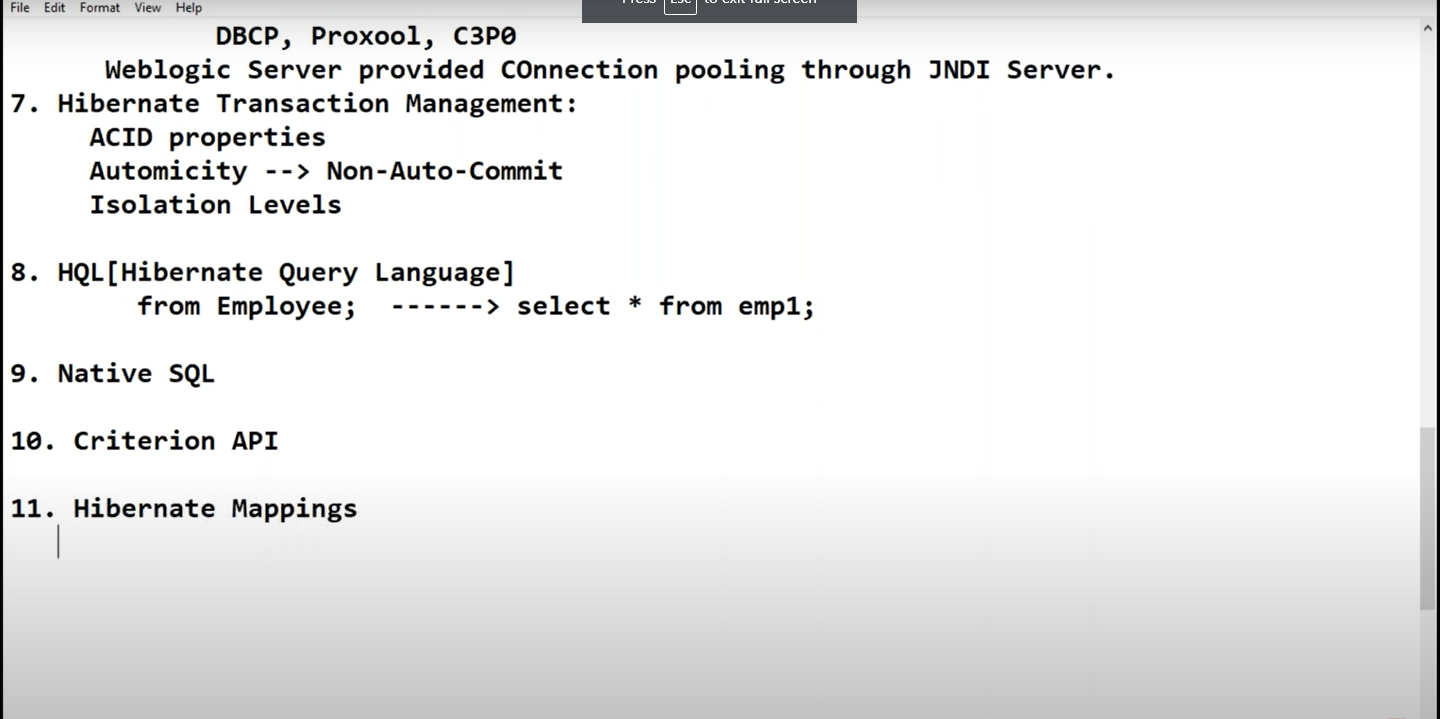 File Edit Format View Help
Press Esc to exit full screen
DBCP, Proxool, C3P0
Weblogic Server provided COnnection pooling through JNDI Server.
7. Hibernate Transaction Management:
ACID properties
Automicity --> Non-Auto-Commit
Isolation Levels
8. HQL[Hibernate Query Language]
from Employee; ------> select * from emp1;
9. Native SQL
10. Criterion API
11. Hibernate Mappings